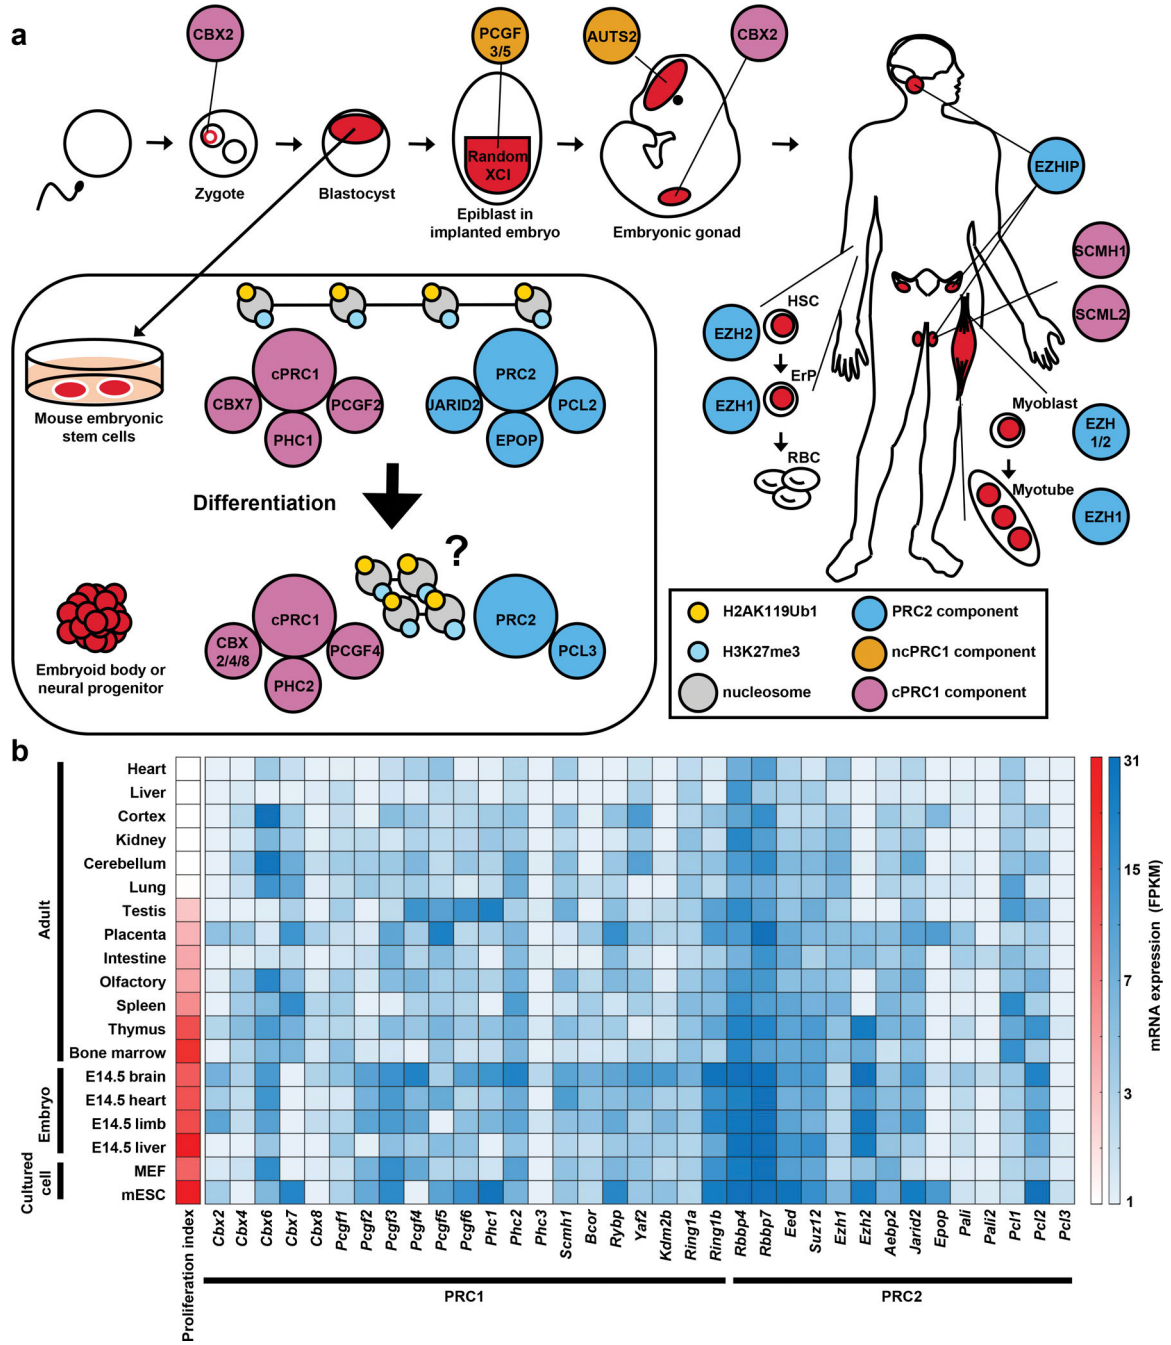 a
CBX2
PCGF
3/5
AUTS2
CBX2
Random
XCI
Zygote
Blastocyst
Epiblast in
implanted embryo
Embryonic gonad
EZHIP
SCMH1
SCML2
HSC
EZH2
ErP
EZH1
RBC
Myoblast
EZH
1/2
Myotube
EZH1
Mouse embryonic
stem cells
cPRC1
CBX7
PCGF2
PHC1
PRC2
JARID2
PCL2
EPOP
Differentiation
?
Embryoid body or
neural progenitor
cPRC1
CBX
2/4/8
PCGF4
PHC2
PRC2
PCL3
H2AK119Ub1
PRC2 component
H3K27me3
ncPRC1 component
nucleosome
cPRC1 component
b
Adult
Embryo
Cultured
cell
Heart
Liver
Cortex
Kidney
Cerebellum
Lung
Testis
Placenta
Intestine
Olfactory
Spleen
Thymus
Bone marrow
E14.5 brain
E14.5 heart
E14.5 limb
E14.5 liver
MEF
mESC
31
15
7
3
1
mRNA expression (FPKM)
Proliferation index
Cbx2
Cbx4
Cbx6
Cbx7
Cbx8
Pcgf1
Pcgf2
Pcgf3
Pcgf4
Pcgf5
Pcgf6
Phc1
Phc2
Phc3
Scmh1
Bcor
Rybp
Yaf2
Kdm2b
Ring1a
Ring1b
Rbbp4
Rbbp7
Eed
Suz12
Ezh1
Ezh2
Aebp2
Jarid2
Epop
Pali
Pali2
Pcl1
Pcl2
Pcl3
PRC1
PRC2